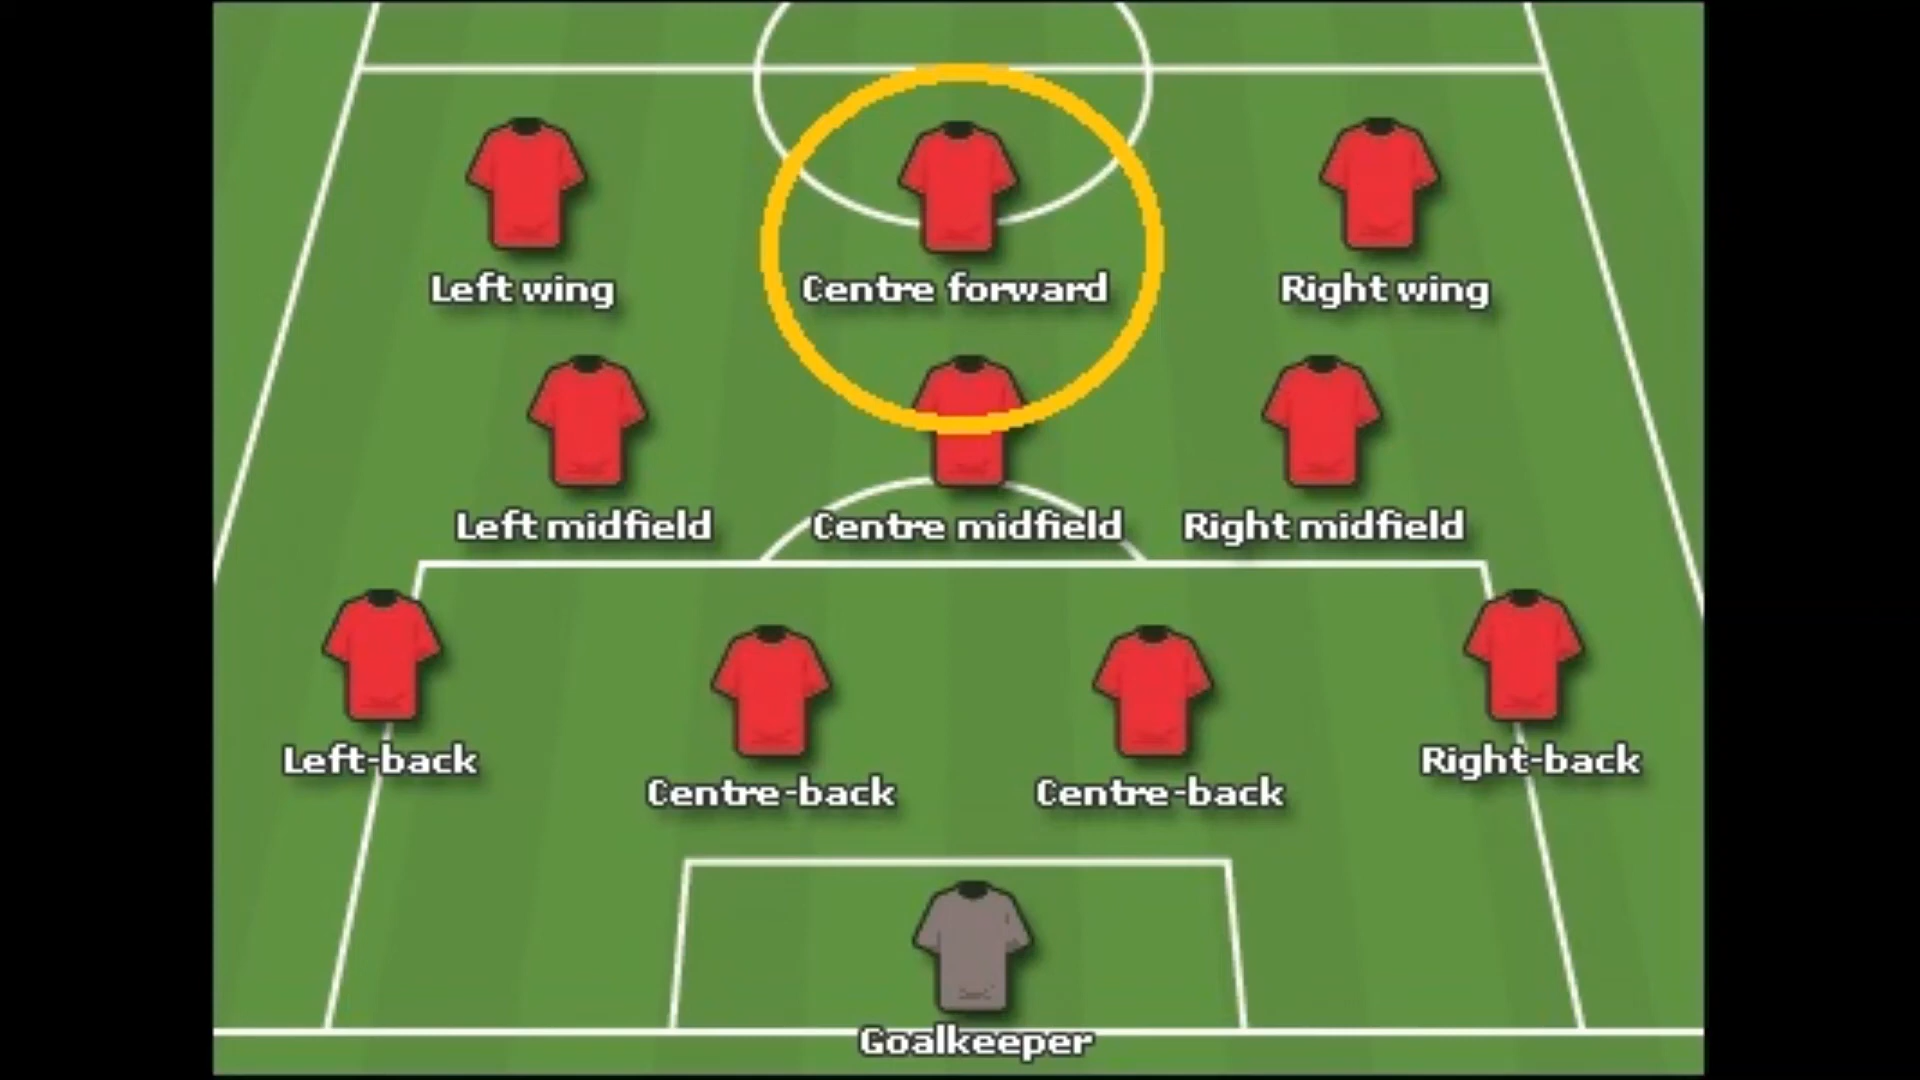 Left wing
Centre forward
Right wing
Left midfield
Centre midfield
Right midfield
Left-back
Centre-back
Centre-back
Right-back
Goalkeeper